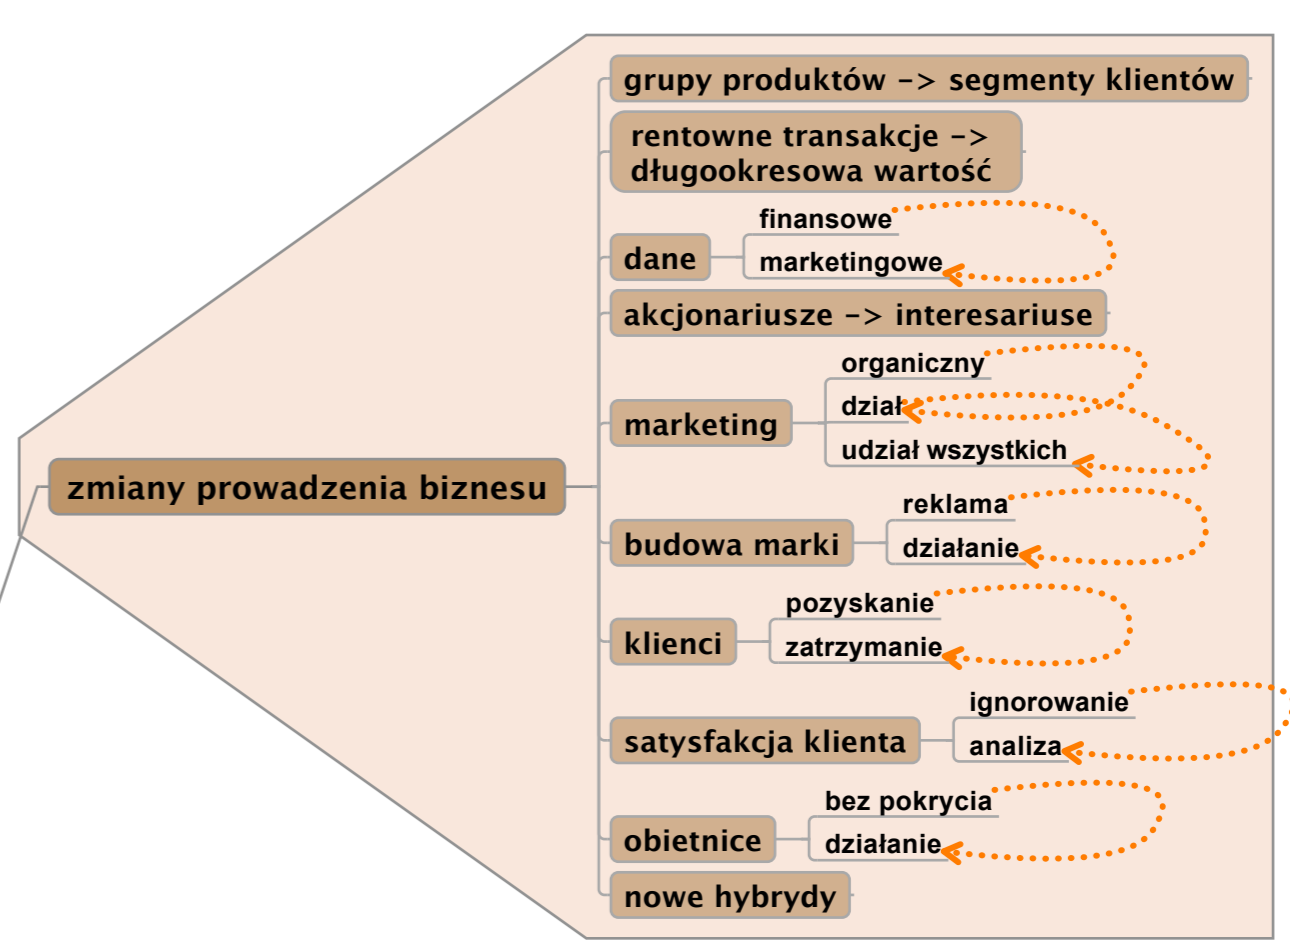 grupy produktów -> segmenty klientów
rentowne transakcje ->
długookresowa wartość
finansowe
dane
marketingowe
akcjonariusze -> interesariuse
organiczny
dział
marketing
udział wszystkich
zmiany prowadzenia biznesu
reklama
budowa marki
działanie
pozyskanie
klienci
zatrzymanie
ignorowanie
satysfakcja klienta
analiza
bez pokrycia
obietnice
działanie
nowe hybrydy